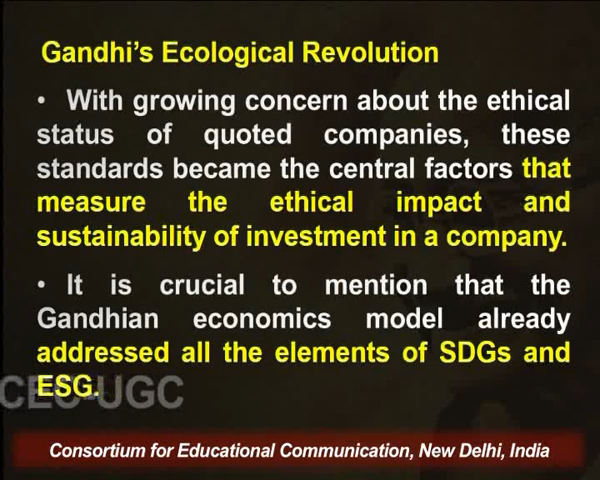 Gandhi's Ecological Revolution
• With growing concern about the ethical
status of quoted companies, these
standards became the central factors that
measure the ethical impact and
sustainability of investment in a company.
• It is crucial to mention that the
Gandhian economics model already
addressed all the elements of SDGs and
ESG.
CEC-UGC
Consortium for Educational Communication, New Delhi, India